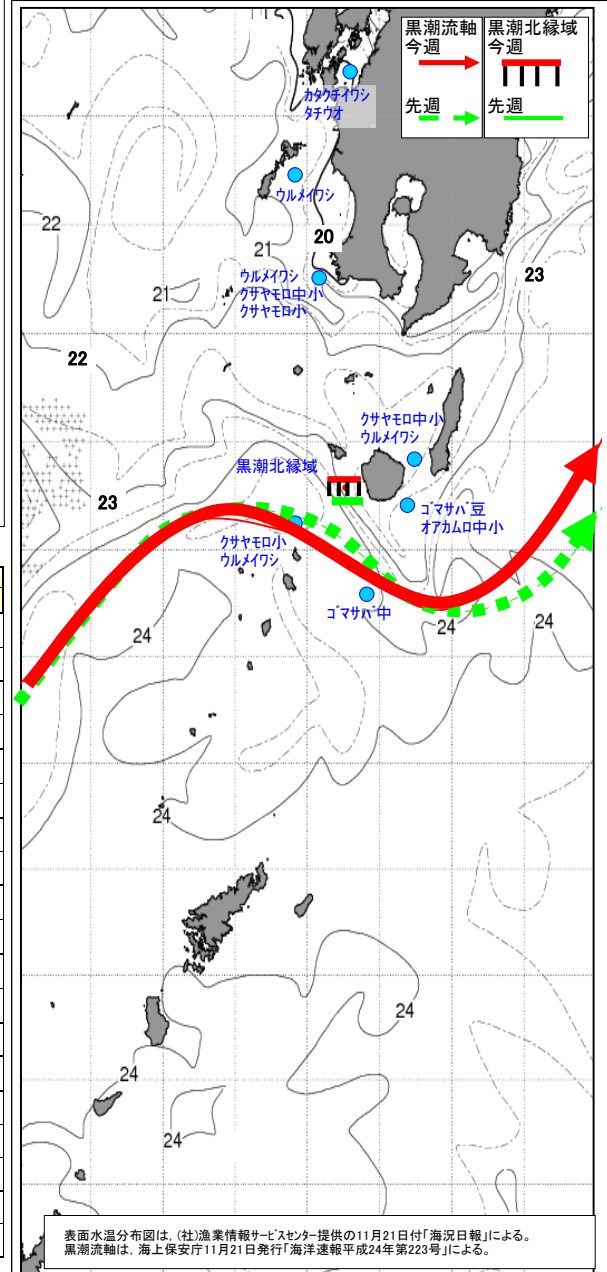 黒潮流軸
今週
先週
黒潮北縁域
今週
先週
カタクチイワシ
タチウオ
ウルメイワシ
20
22
21
23
ウルメイワシ
クサヤモロ中小
クサヤモロ小
21
22
クサヤモロ中小
ウルメイワシ
黒潮北縁域
23
ゴマサバ豆
オアカムロ中小
クサヤモロ小
ウルメイワシ
ゴマサバ中
24
24
24
24
24
24
24
表面水温分布図は、(社)漁業情報サービスセンター提供の11月21日付「海況日報」による。
黒潮流軸は、海上保安庁11月21日発行「海洋速報平成24年第223号」による。